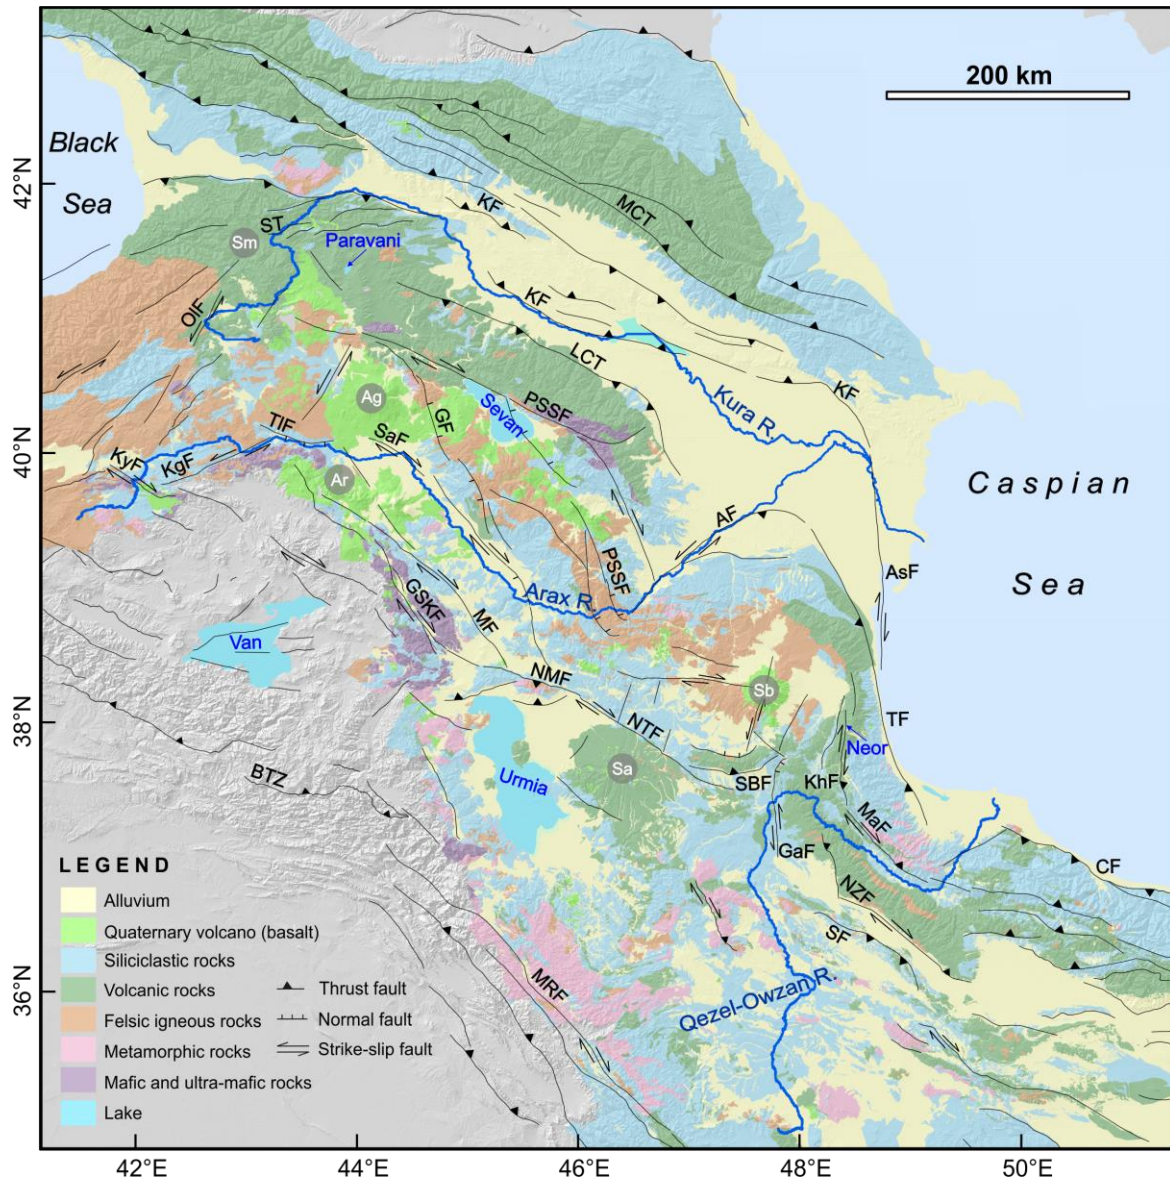 200 km
Black
Sea
42°N
40°N
38°N
36°N
KF
MCT
ST
Sm
Paravani
OIF
KF
LCT
KF
Ag
Sevan
PSSF
Kura R.
GF
TIF
SaF
KyF
KgF
Ar
Caspian
Sea
AF
PSSF
AsF
Arax R.
GSKF
MF
Van
NMF
Sb
NTF
TF
Neor
Sa
Urmia
SBF
KhF
BTZ
MaF
GaF
CF
NZF
SF
MRF
Qezel-Owzan R.
LEGEND
Alluvium
Quaternary volcano (basalt)
Siliciclastic rocks
Volcanic rocks
Felsic igneous rocks
Metamorphic rocks
Mafic and ultra-mafic rocks
Lake
Thrust fault
Normal fault
Strike-slip fault
42°E
44°E
46°E
48°E
50°E